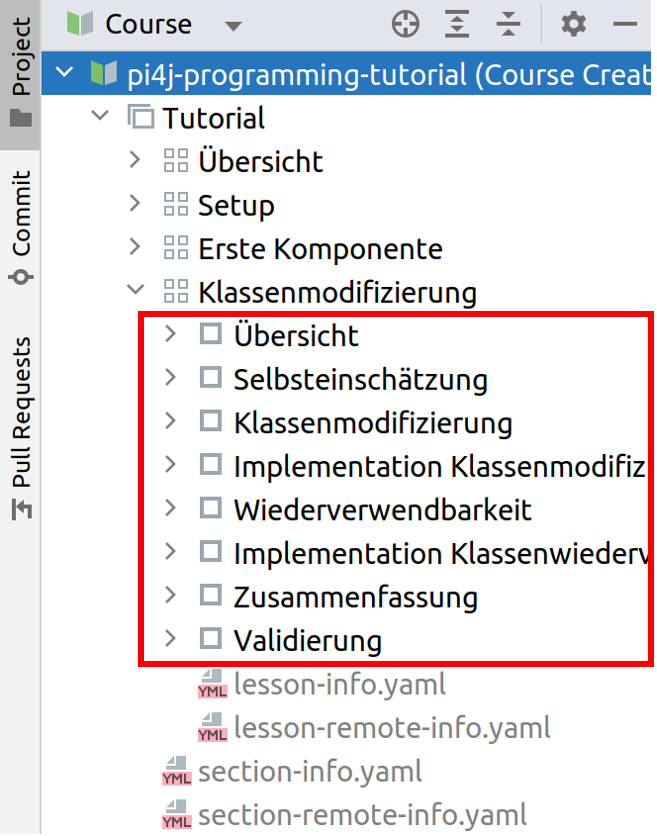 Course
Project
Commit
Pull Requests
pi4j-programming-tutorial (Course Creat
Tutorial
Übersicht
Setup
Erste Komponente
Klassenmodifizierung
Übersicht
Selbsteinschätzung
Klassenmodifizierung
Implementation Klassenmodifiz
Wiederverwendbarkeit
Implementation Klassenwiederv
Zusammenfassung
Validierung
YML lesson-info.yaml
YML lesson-remote-info.yaml
YML section-info.yaml
YML section-remote-info.yaml